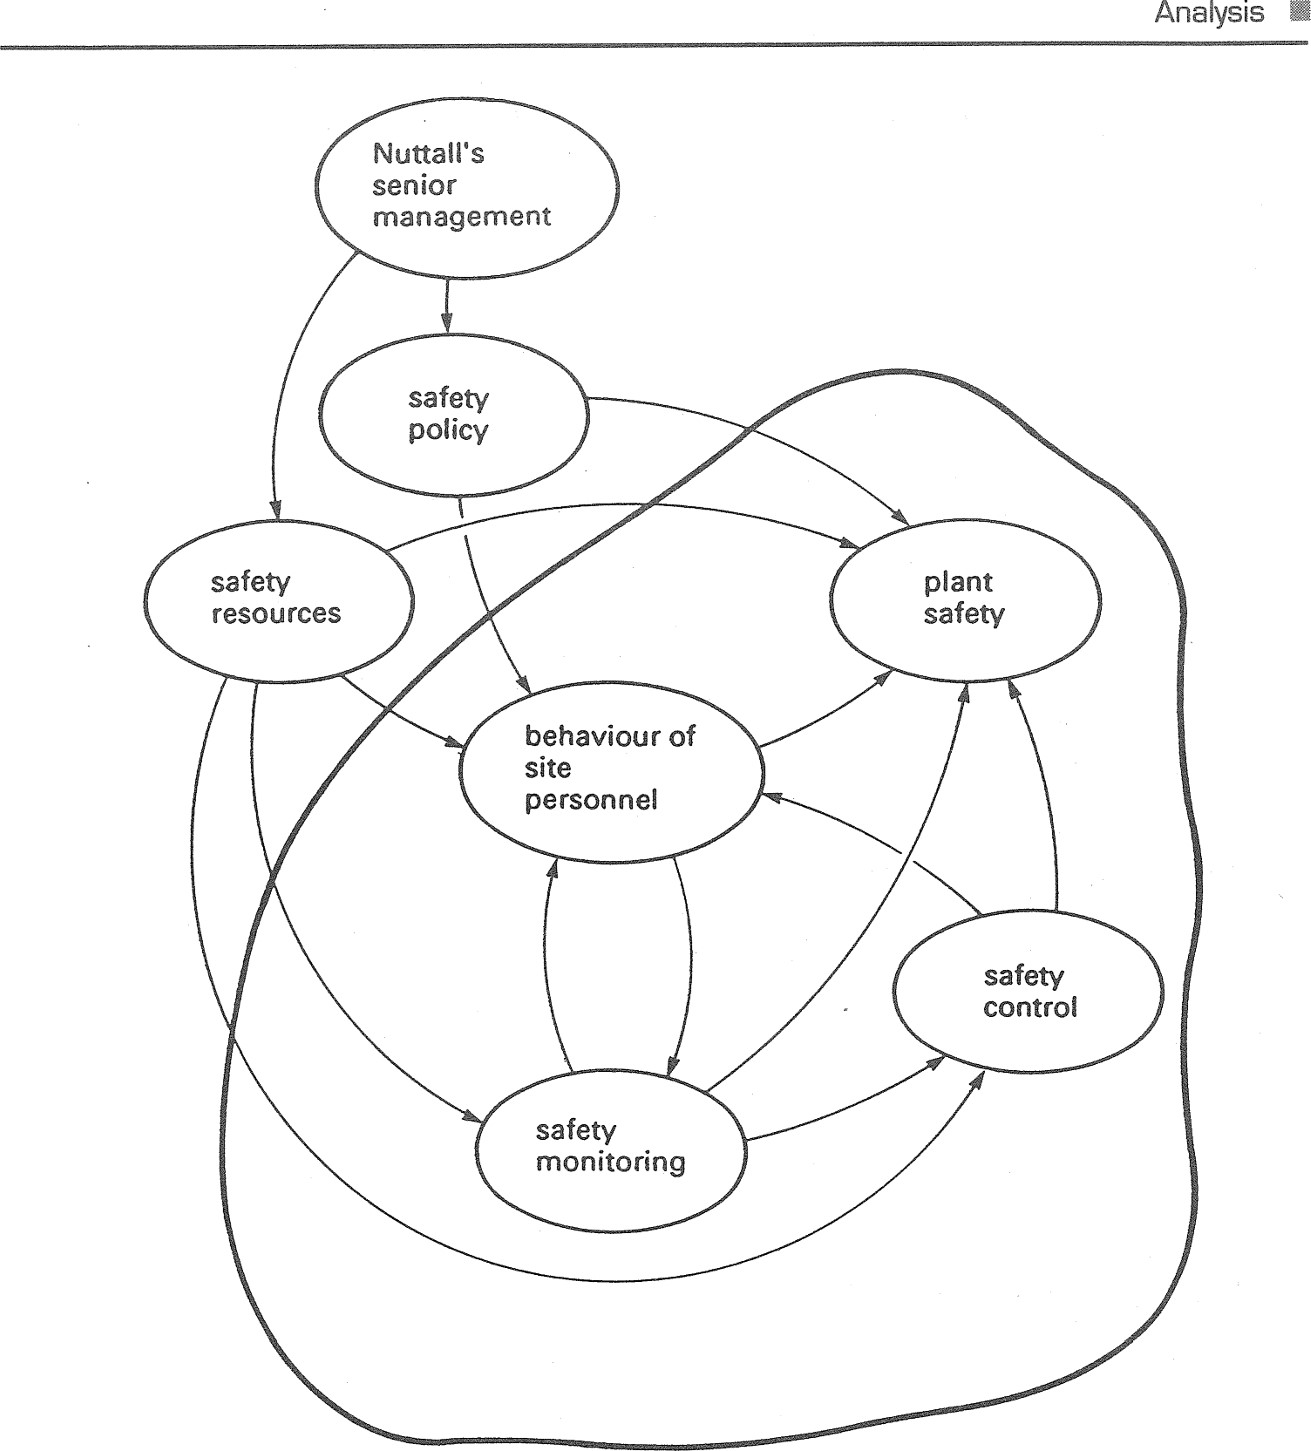 Analysis
Nuttall's
senior
management
safety
policy
safety
resources
plant
safety
behaviour of
site
personnel
safety
control
safety
monitoring